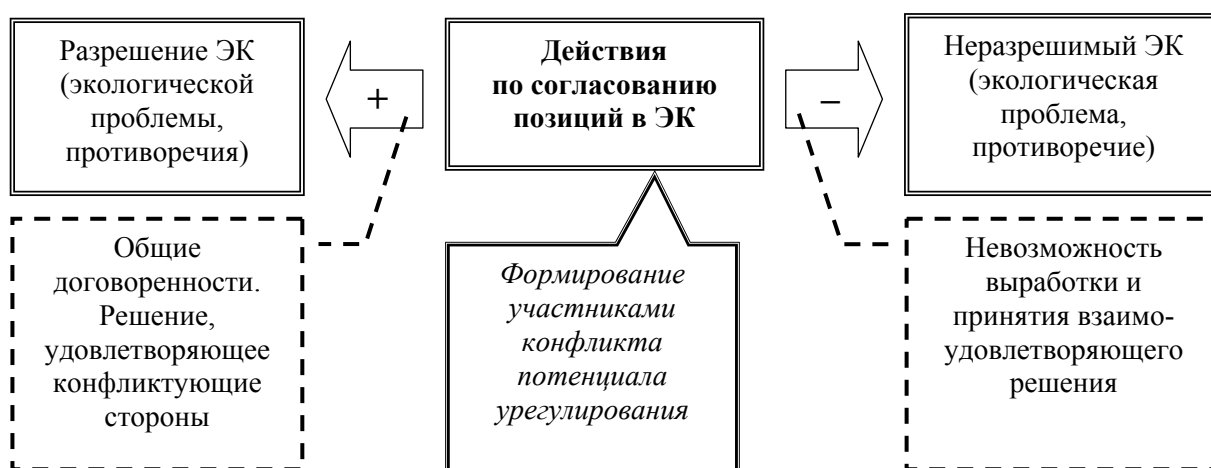 Разрешение ЭК
(экологической
проблемы,
противоречия)
+
Действия
по согласованию
позиций в ЭК
–
Неразрешимый ЭК
(экологическая
проблема,
противоречие)
Общие
договоренности.
Решение,
удовлетворяющее
конфликтующие
стороны
Формирование
участниками
конфликта
потенциала
урегулирования
Невозможность
выработки и
принятия взаимо-
удовлетворяющего
решения